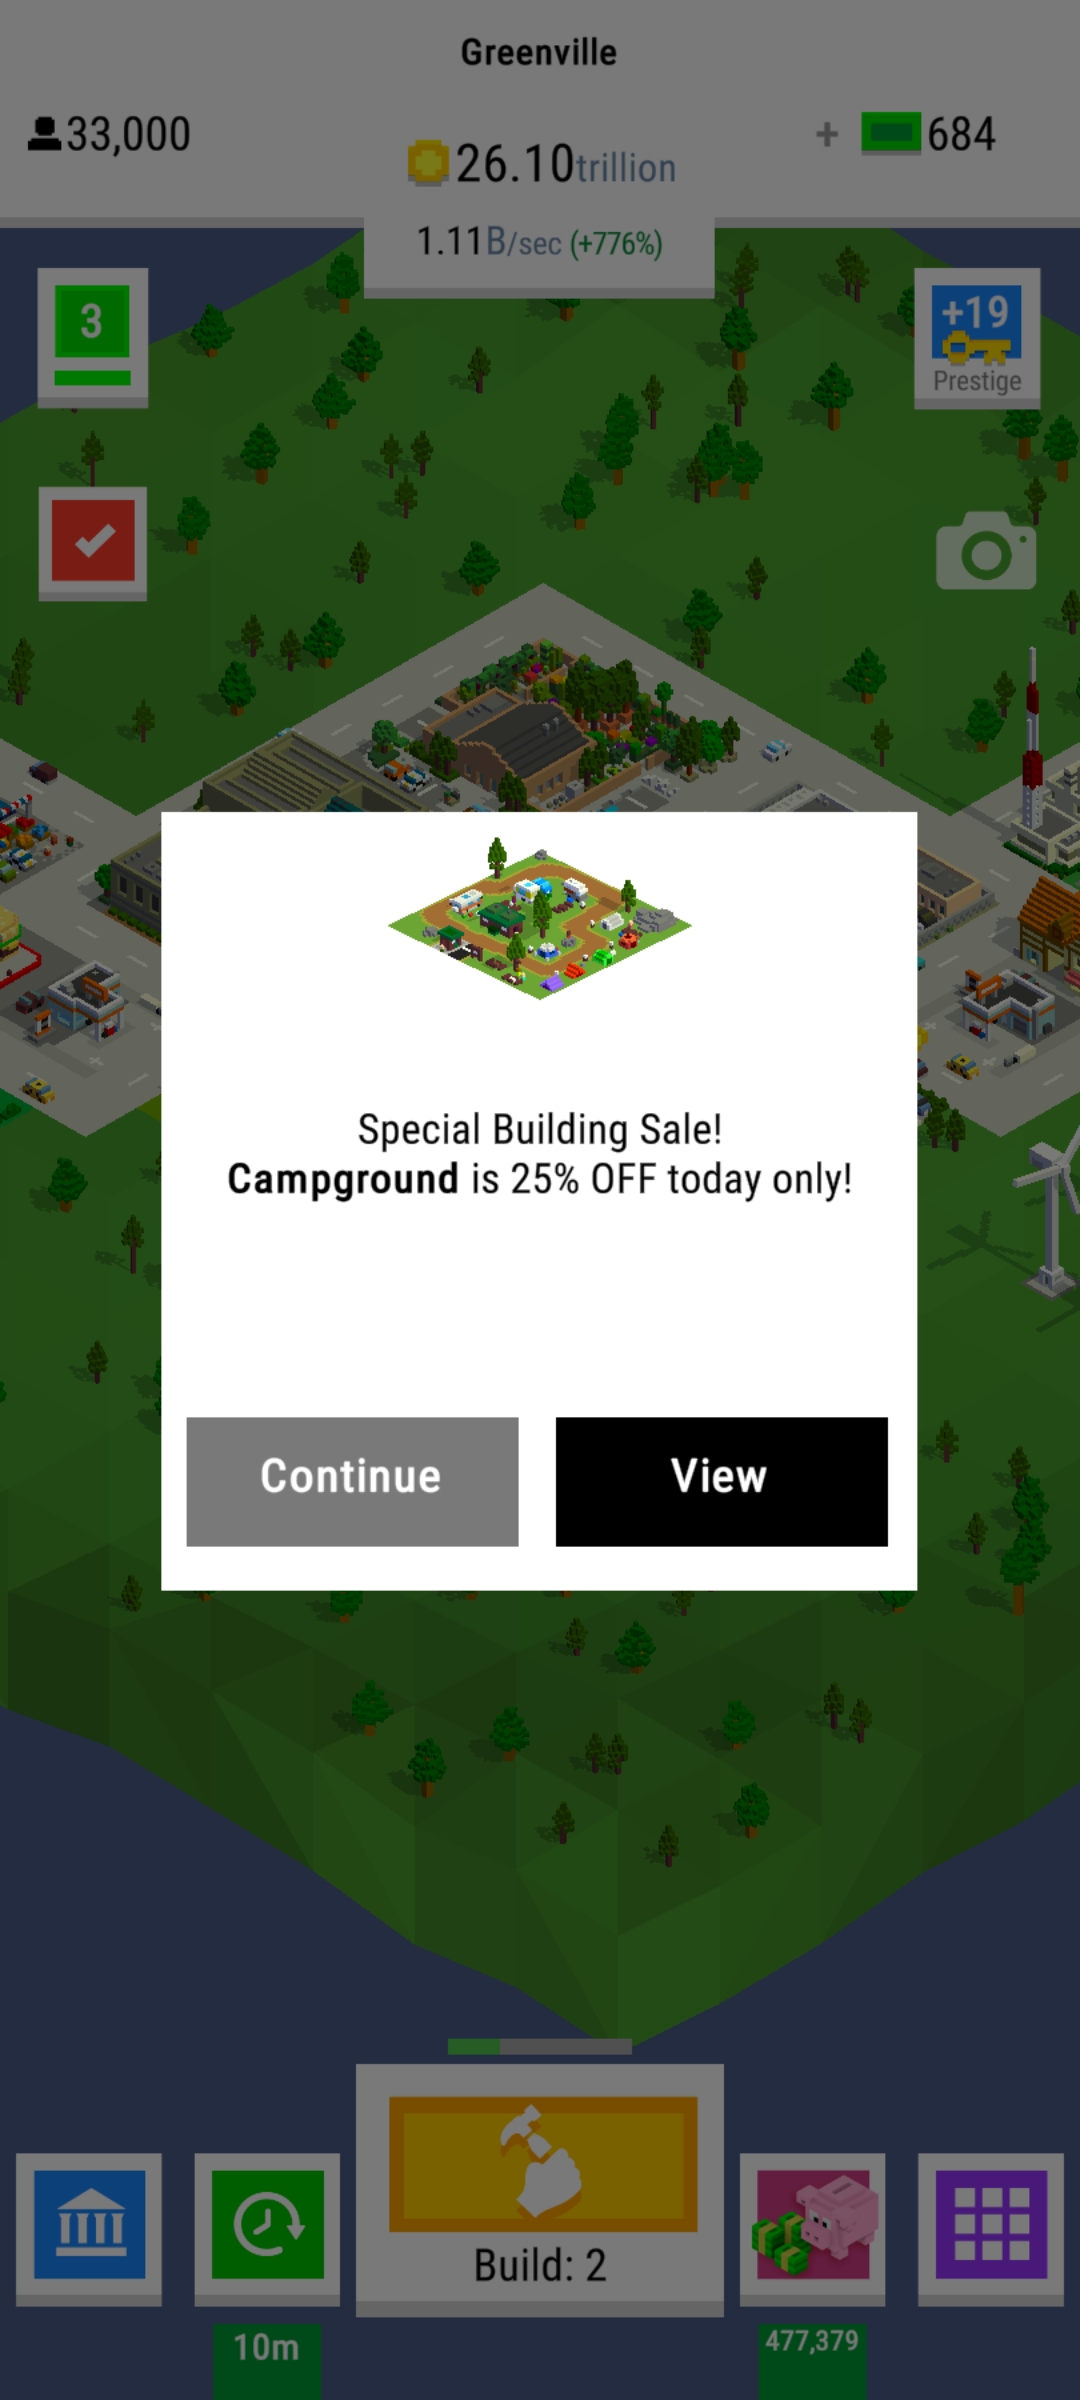 Greenville
33,000
26.10trillion
+ 684
1.11B/sec (+776%)
3
+19
Prestige
Special Building Sale!
Campground is 25% OFF today only!
Continue
View
Build: 2
10m
477,379